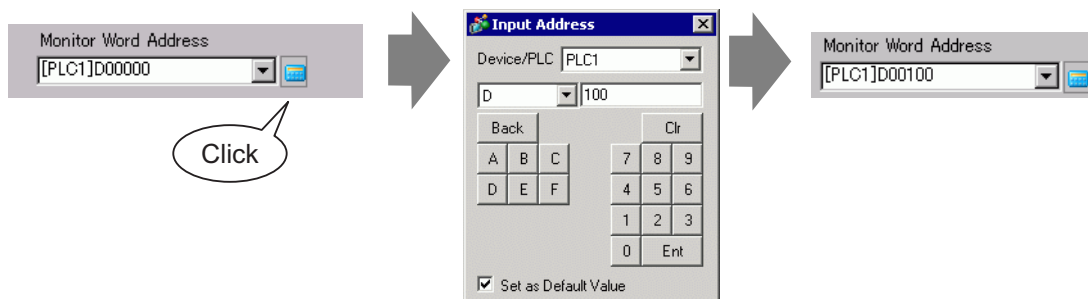 Monitor Word Address
[PLC1]D00000
Click
Input Address
Device/PLC PLC1
D 100
Back Clr
A B C 7 8 9
D E F 4 5 6
1 2 3
0 Ent
Set as Default Value
Monitor Word Address
[PLC1]D00100